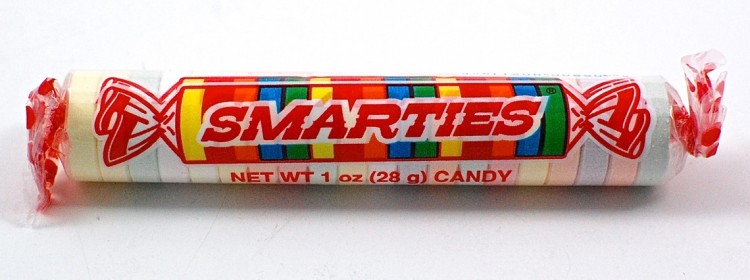 SMARTIES®
NET WT 1 oz (28 g) CANDY